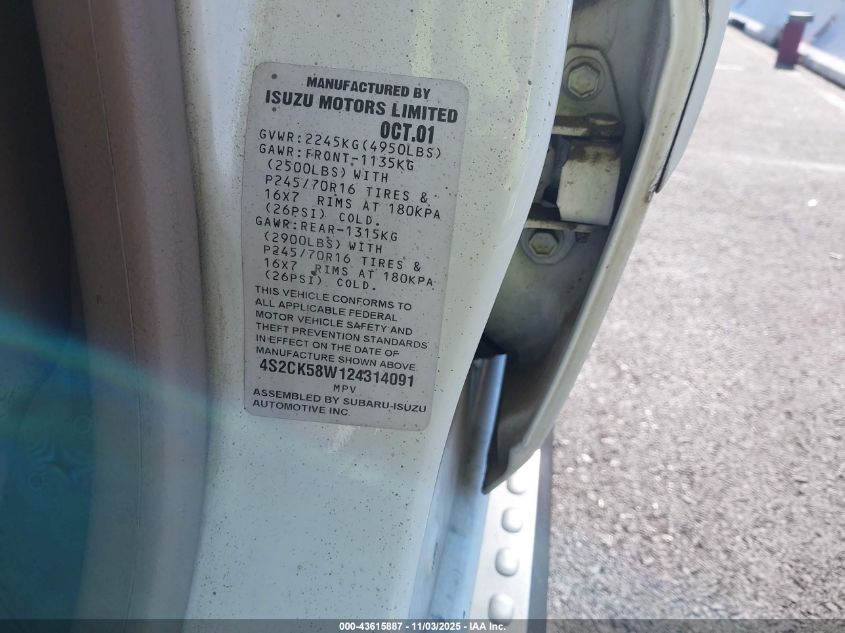 MANUFACTURED BY
ISUZU MOTORS LIMITED
OCT.01
GVWR:2245KG(4950LBS)
GAWR:FRONT-1135KG
(2500LBS) WITH
P245/70R16 TIRES &
16X7 RIMS AT 180KPA
(26PSI) COLD.
GAWR:REAR-1315KG
(2900LBS) WITH
P245/70R16 TIRES &
16X7 RIMS AT 180KPA
(26PSI) COLD.
THIS VEHICLE CONFORMS TO
ALL APPLICABLE FEDERAL
MOTOR VEHICLE SAFETY AND
THEFT PREVENTION STANDARDS
IN EFFECT ON THE DATE OF
MANUFACTURE SHOWN ABOVE.
4S2CK58W124314091
MPV
ASSEMBLED BY SUBARU-ISUZU
AUTOMOTIVE INC.
000-43615887 - 11/03/2025 - IAA Inc.